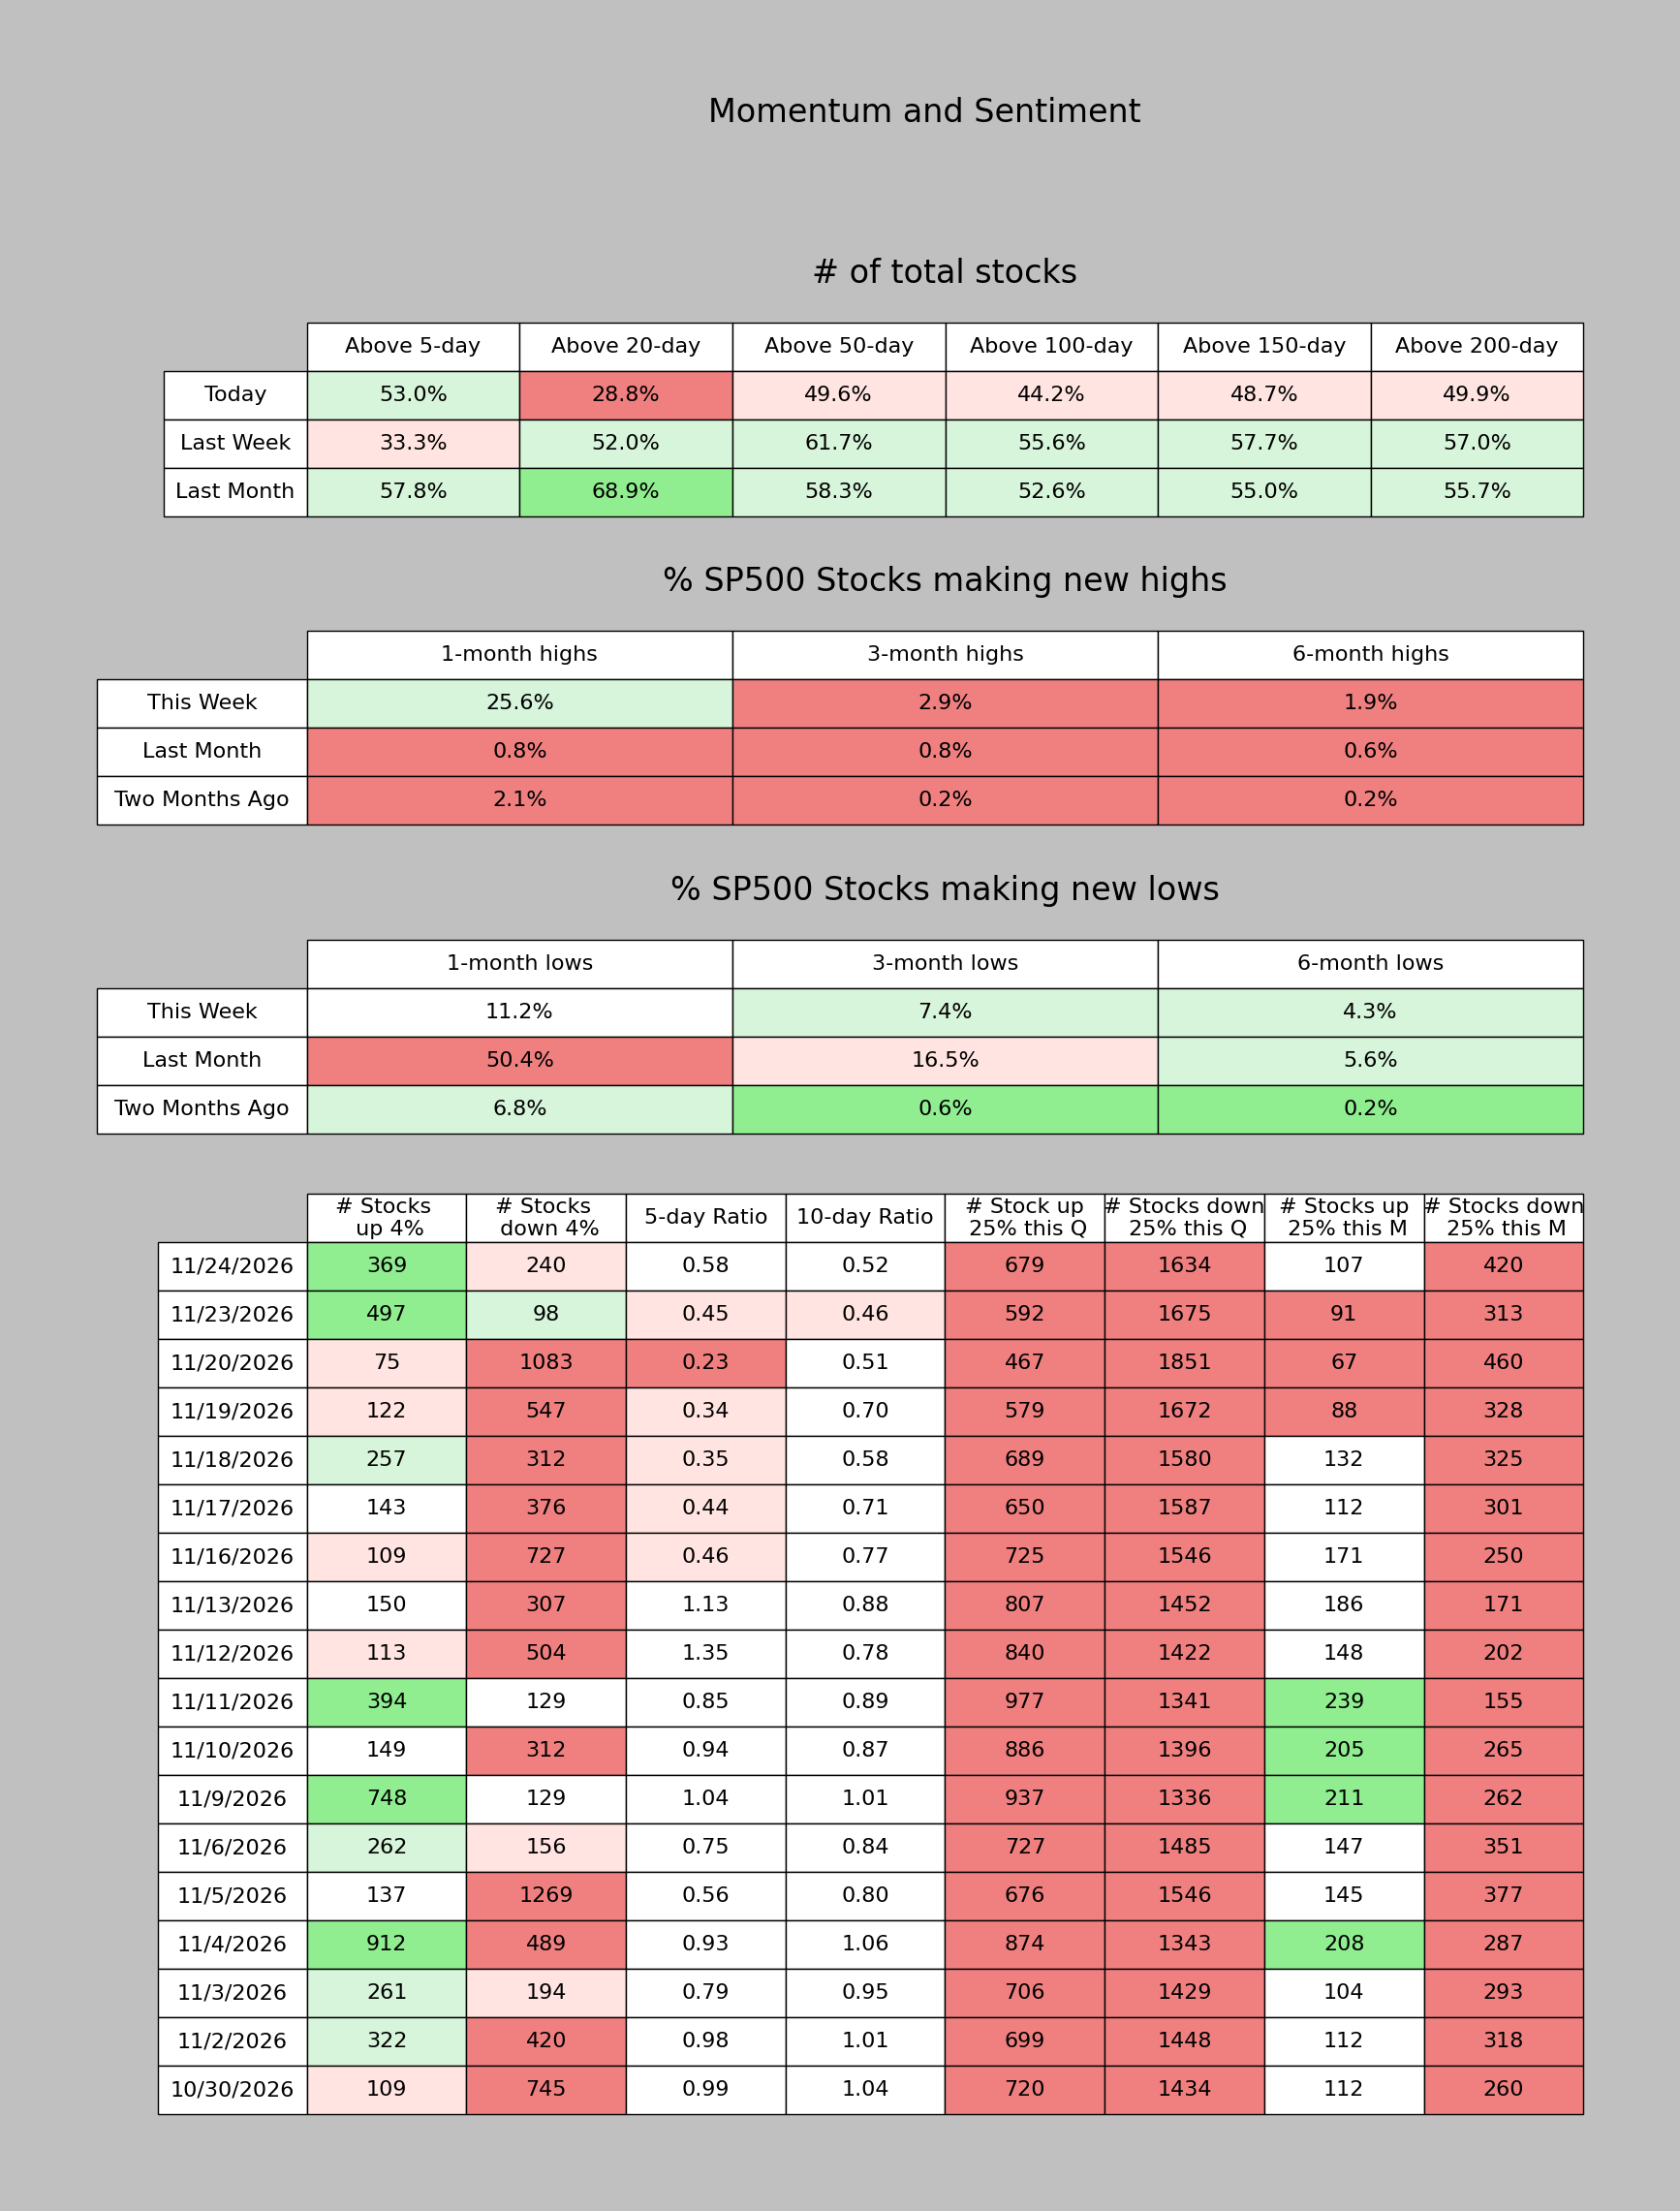 Momentum and Sentiment
# of total stocks
Above 5-day Above 20-day Above 50-day Above 100-day Above 150-day Above 200-day
Today 53.0% 28.8% 49.6% 44.2% 48.7% 49.9%
Last Week 33.3% 52.0% 61.7% 55.6% 57.7% 57.0%
Last Month 57.8% 68.9% 58.3% 52.6% 55.0% 55.7%
% SP500 Stocks making new highs
1-month highs 3-month highs 6-month highs
This Week 25.6% 2.9% 1.9%
Last Month 0.8% 0.8% 0.6%
Two Months Ago 2.1% 0.2% 0.2%
% SP500 Stocks making new lows
1-month lows 3-month lows 6-month lows
This Week 11.2% 7.4% 4.3%
Last Month 50.4% 16.5% 5.6%
Two Months Ago 6.8% 0.6% 0.2%
# Stocks up 4% # Stocks down 4% 5-day Ratio 10-day Ratio # Stock up 25% this Q # Stocks down 25% this Q # Stocks up 25% this M # Stocks down 25% this M
11/24/2026 369 240 0.58 0.52 679 1634 107 420
11/23/2026 497 98 0.45 0.46 592 1675 91 313
11/20/2026 75 1083 0.23 0.51 467 1851 67 460
11/19/2026 122 547 0.34 0.70 579 1672 88 328
11/18/2026 257 312 0.35 0.58 689 1580 132 325
11/17/2026 143 376 0.44 0.71 650 1587 112 301
11/16/2026 109 727 0.46 0.77 725 1546 171 250
11/13/2026 150 307 1.13 0.88 807 1452 186 171
11/12/2026 113 504 1.35 0.78 840 1422 148 202
11/11/2026 394 129 0.85 0.89 977 1341 239 155
11/10/2026 149 312 0.94 0.87 886 1396 205 265
11/9/2026 748 129 1.04 1.01 937 1336 211 262
11/6/2026 262 156 0.75 0.84 727 1485 147 351
11/5/2026 137 1269 0.56 0.80 676 1546 145 377
11/4/2026 912 489 0.93 1.06 874 1343 208 287
11/3/2026 261 194 0.79 0.95 706 1429 104 293
11/2/2026 322 420 0.98 1.01 699 1448 112 318
10/30/2026 109 745 0.99 1.04 720 1434 112 260